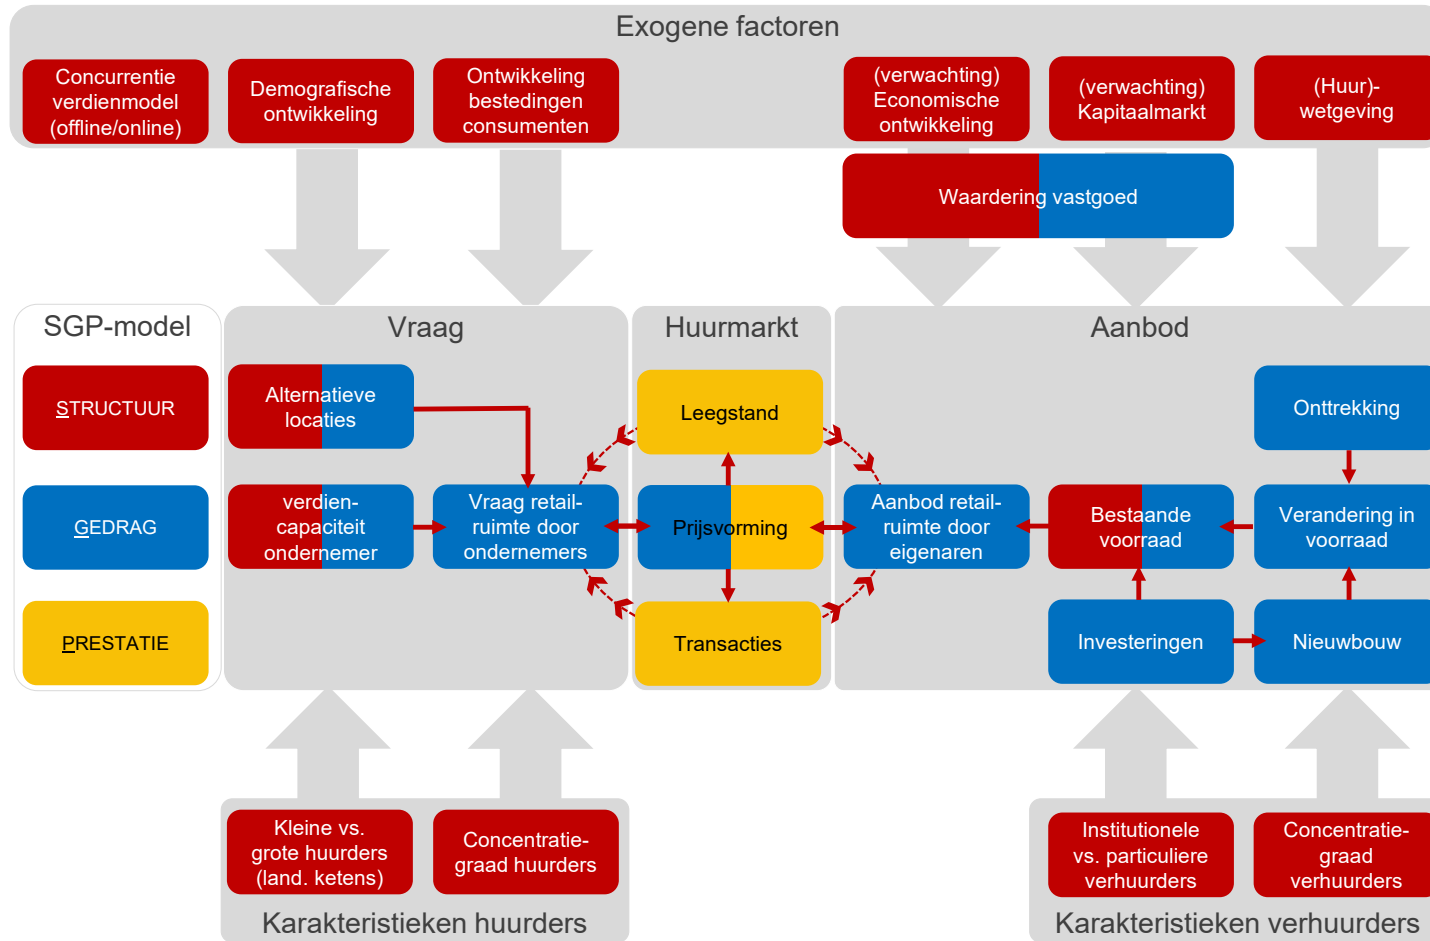 Exogene factoren
Concurrentie
verdienmodel
(offline/online)
Demografische
ontwikkeling
Ontwikkeling
bestedingen
consumenten
(verwachting)
Economische
ontwikkeling
(verwachting)
Kapitaalmarkt
(Huur)-
wetgeving
Waardering vastgoed
SGP-model
STRUCTUUR
GEDRAG
PRESTATIE
Vraag
Alternatieve
locaties
verdien-
capaciteit
ondernemer
Vraag retail-
ruimte door
ondernemers
Huurmarkt
Leegstand
Prijsvorming
Transacties
Aanbod
Aanbod retail-
ruimte door
eigenaren
Bestaande
voorraad
Onttrekking
Verandering in
voorraad
Investeringen
Nieuwbouw
Kleine vs.
grote huurders
(land. ketens)
Concentratie-
graad huurders
Karakteristieken huurders
Institutionele
vs. particuliere
verhuurders
Concentratie-
graad
verhuurders
Karakteristieken verhuurders